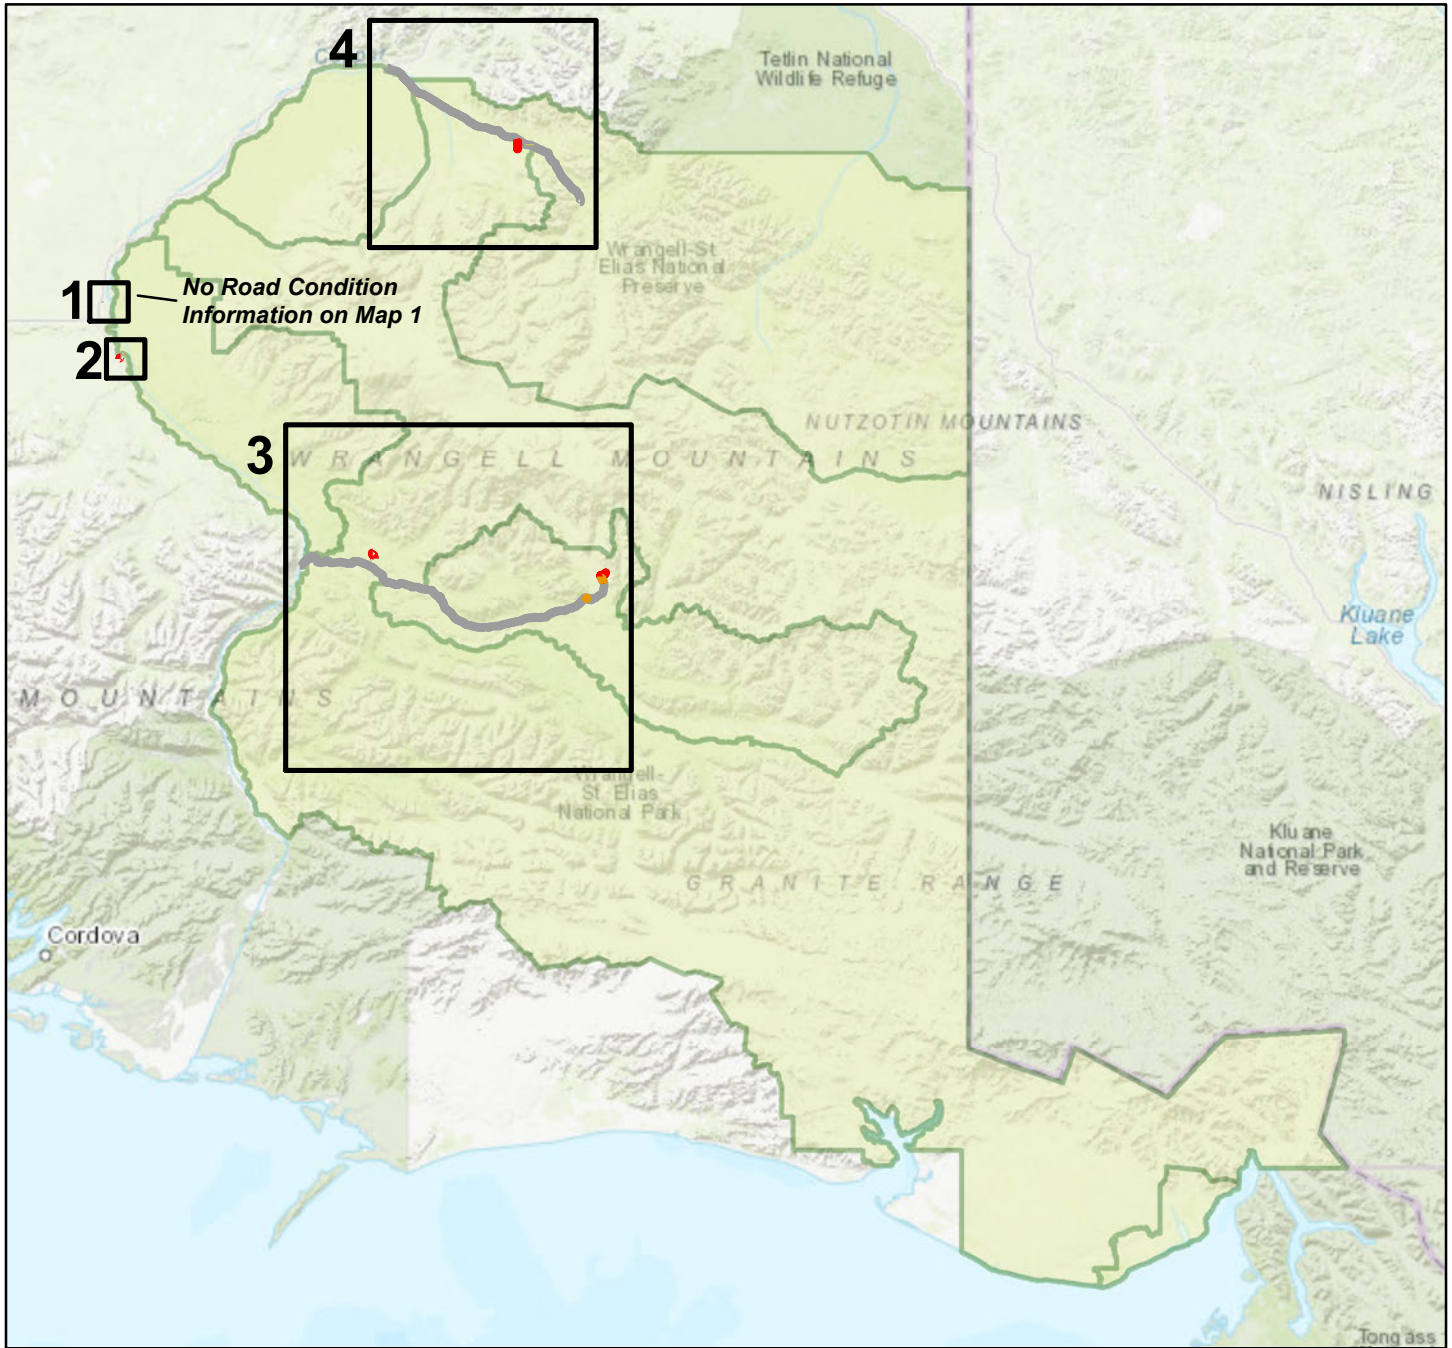 4
Tetlin National
Wildlife Refuge
Wrangell-St
Elias National
Preserve
1
No Road Condition
Information on Map 1
2
NUTZOTIN MOUNTAINS
3
WRANGELL MOUNTAINS
NISLING
Kluane
Lake
MOUNTAINS
Wrangell-
St. Elias
National Park
Kluane
National Park
and Reserve
GRANITE RANGE
Cordova
Tongass